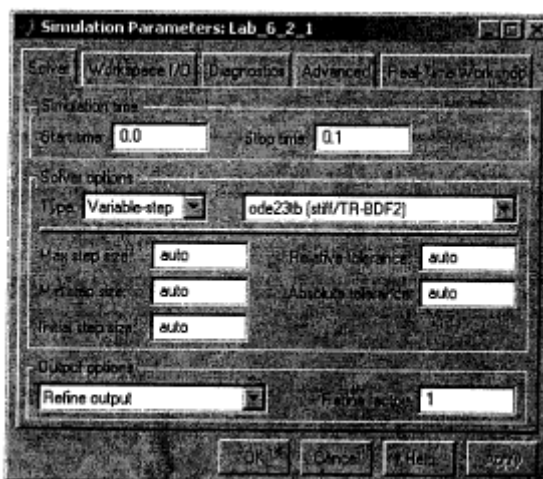 Simulation Parameters: Lab_6_2_1
Solver Workspace I/O Diagnostics Advanced Real-Time Workshop
Simulation time
Start time: 0.0 Stop time: 0.1
Solver options
Type: Variable-step ode23tb (stiff/TR-BDF2)
Max step size: auto Relative tolerance: auto
Min step size: auto Absolute tolerance: auto
Initial step size: auto
Output options
Refine output Refine factor: 1
OK Cancel Help Apply